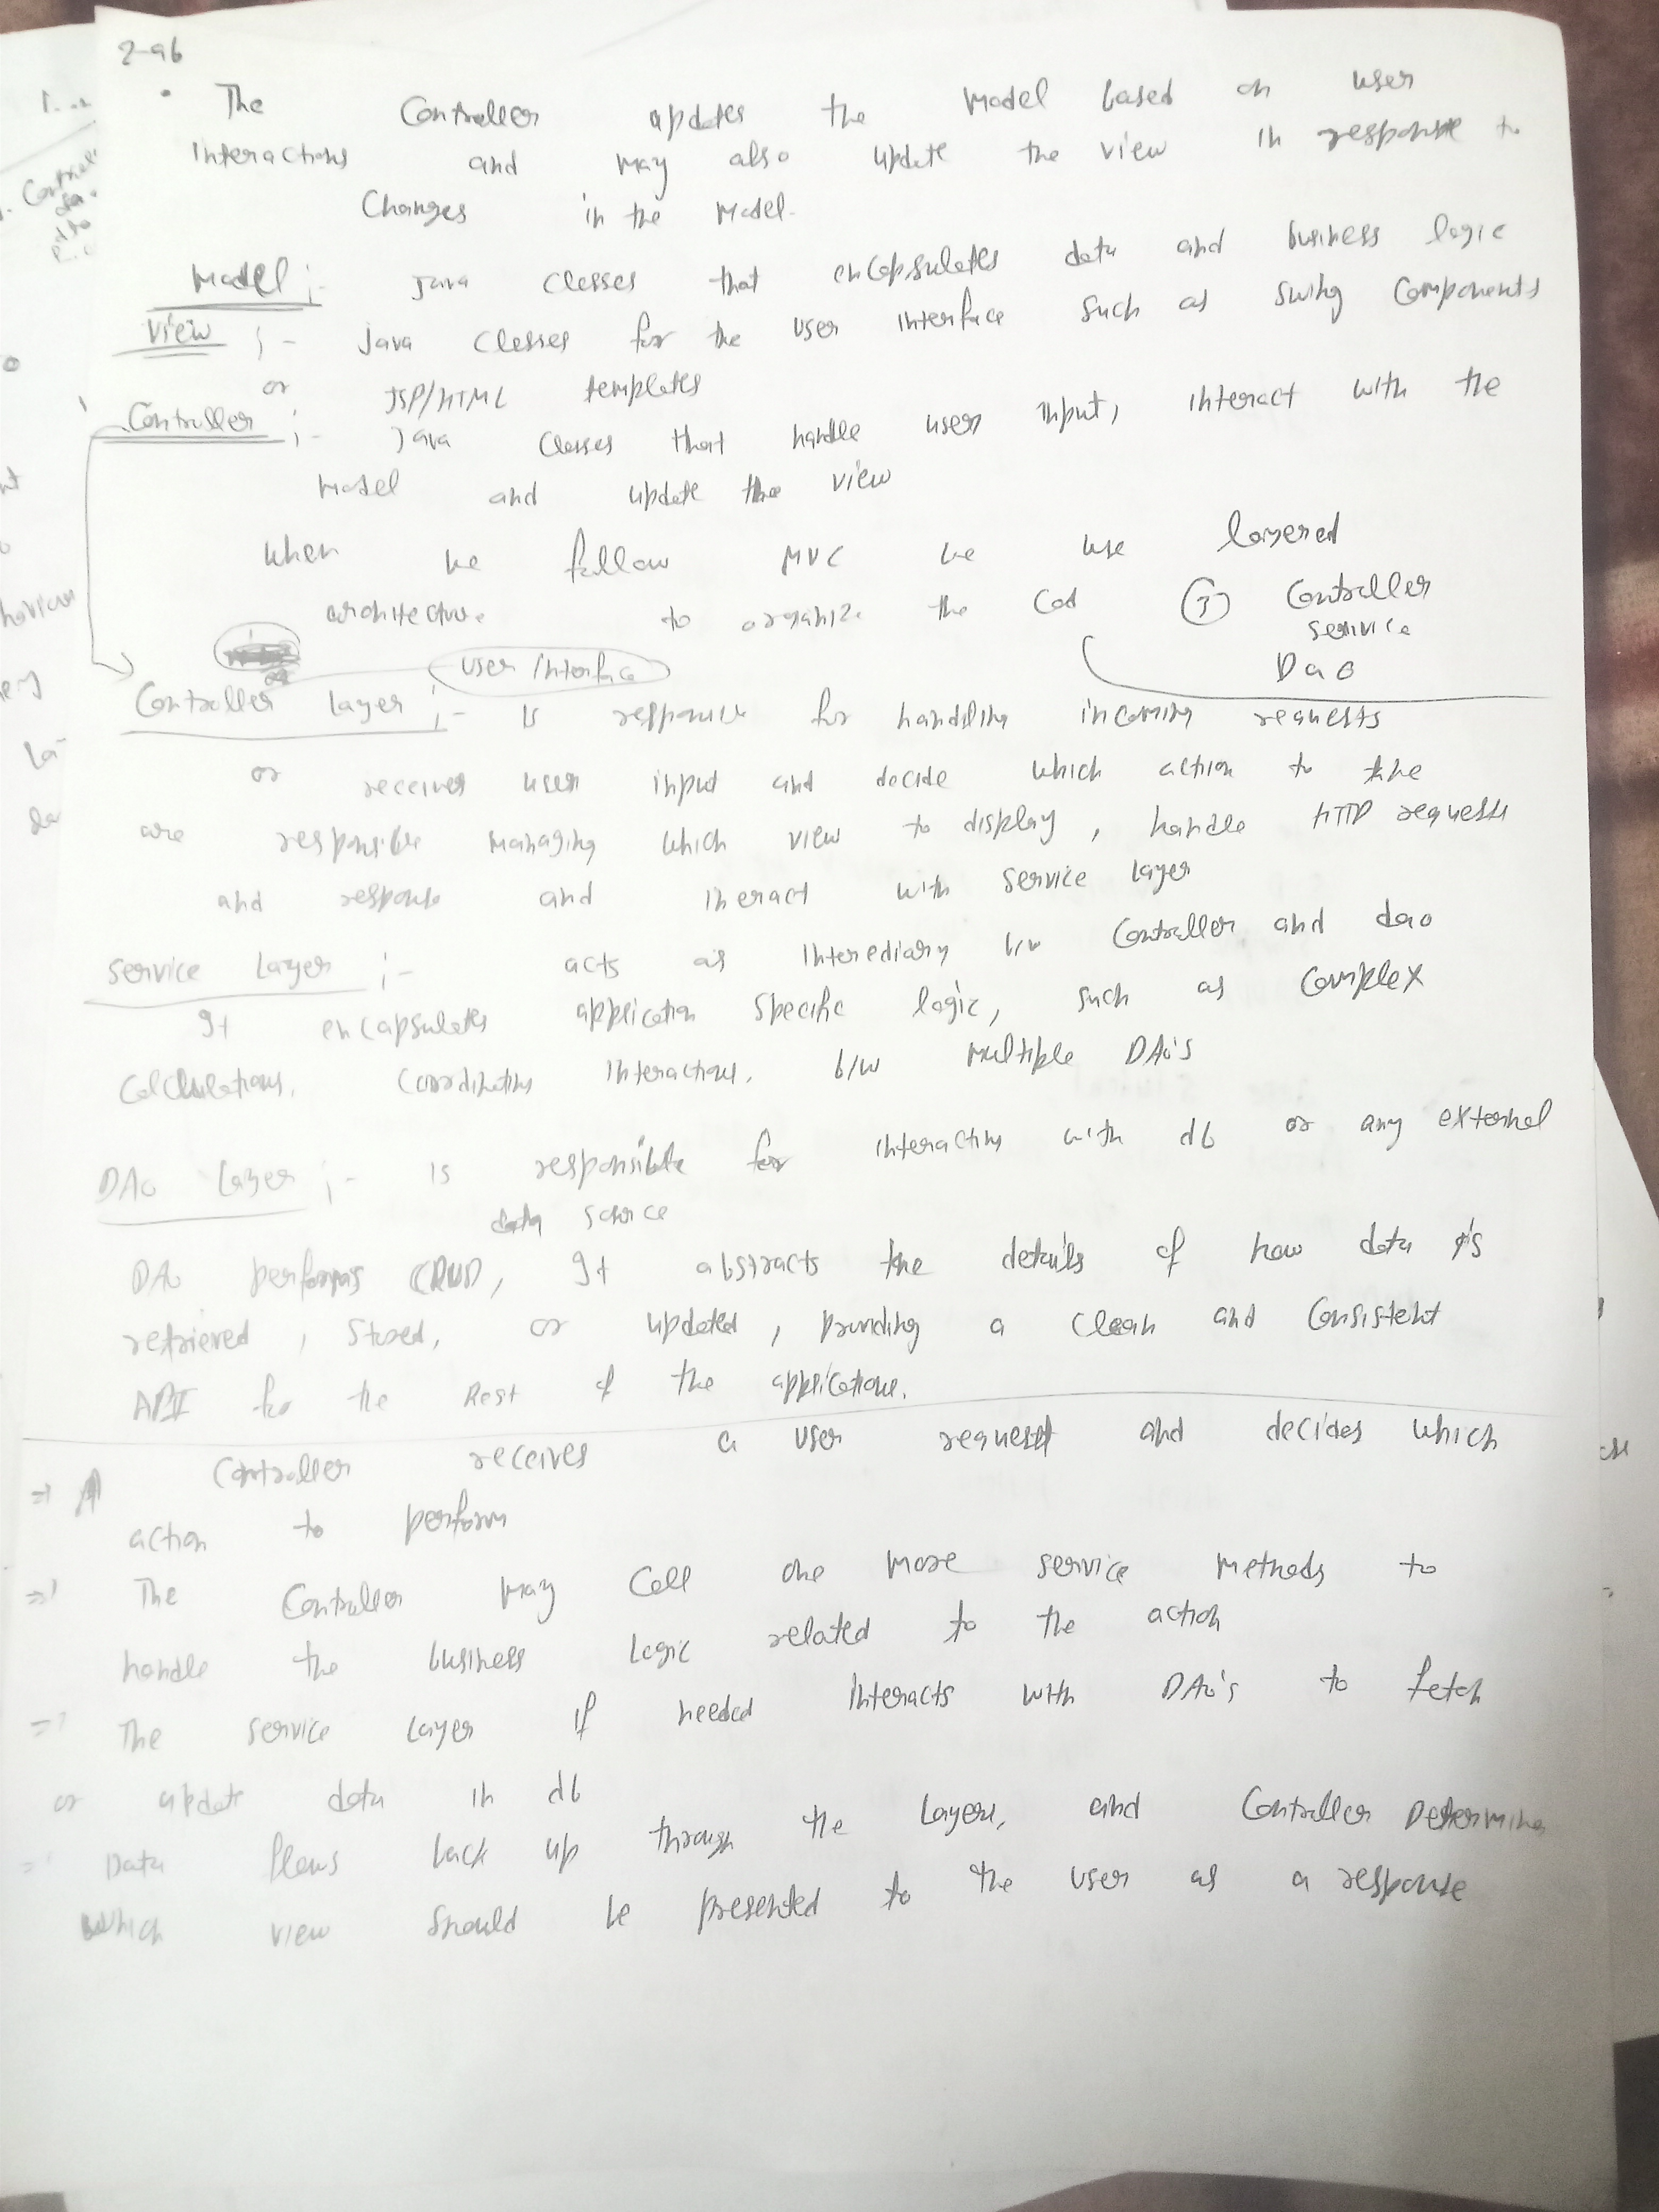 2-96
• The Controller updates the Model based on user
interactions and may also update the view in response to
Changes in the Model.
Model ;- Java Classes that encapsulates data and business logic
View ;- Java classes for the user interface such as Swing Components
or JSP/HTML templates
Controller ;- Java Classes that handle user input, interact with the
Model and update the view
when we follow MVC we use layered
architecture to organize the Cod (3) Controller
service
Dao
user interface
Controller Layer ;- is response for handling incoming requests
or receives user input and decide which action to the
are responsible managing which view to display, handle HTTP requests
and response and interact with service layer
service Layer ;- acts as interediary b/w Controller and dao
It encapsulates application specific logic, such as Complex
Calculations, Coordinating interactions. b/w multiple DAO's
DAO Layer ;- is responsible for interacting with db or any external
data source
DAO performs CRUD, It abstracts the details of how data is
retrieved, stored, or updated, providing a clean and Consistent
API for the Rest of the applications.
=> A Controller receives a user request and decides which
action to perform
=> The Controller may Call one more service methods to
handle the business logic related to the action
=> The service layer if needed interacts with DAO's to fetch
or update data in db
=> Data flows back up through the Layers, and Controller Determines
which view should be presented to the user as a response